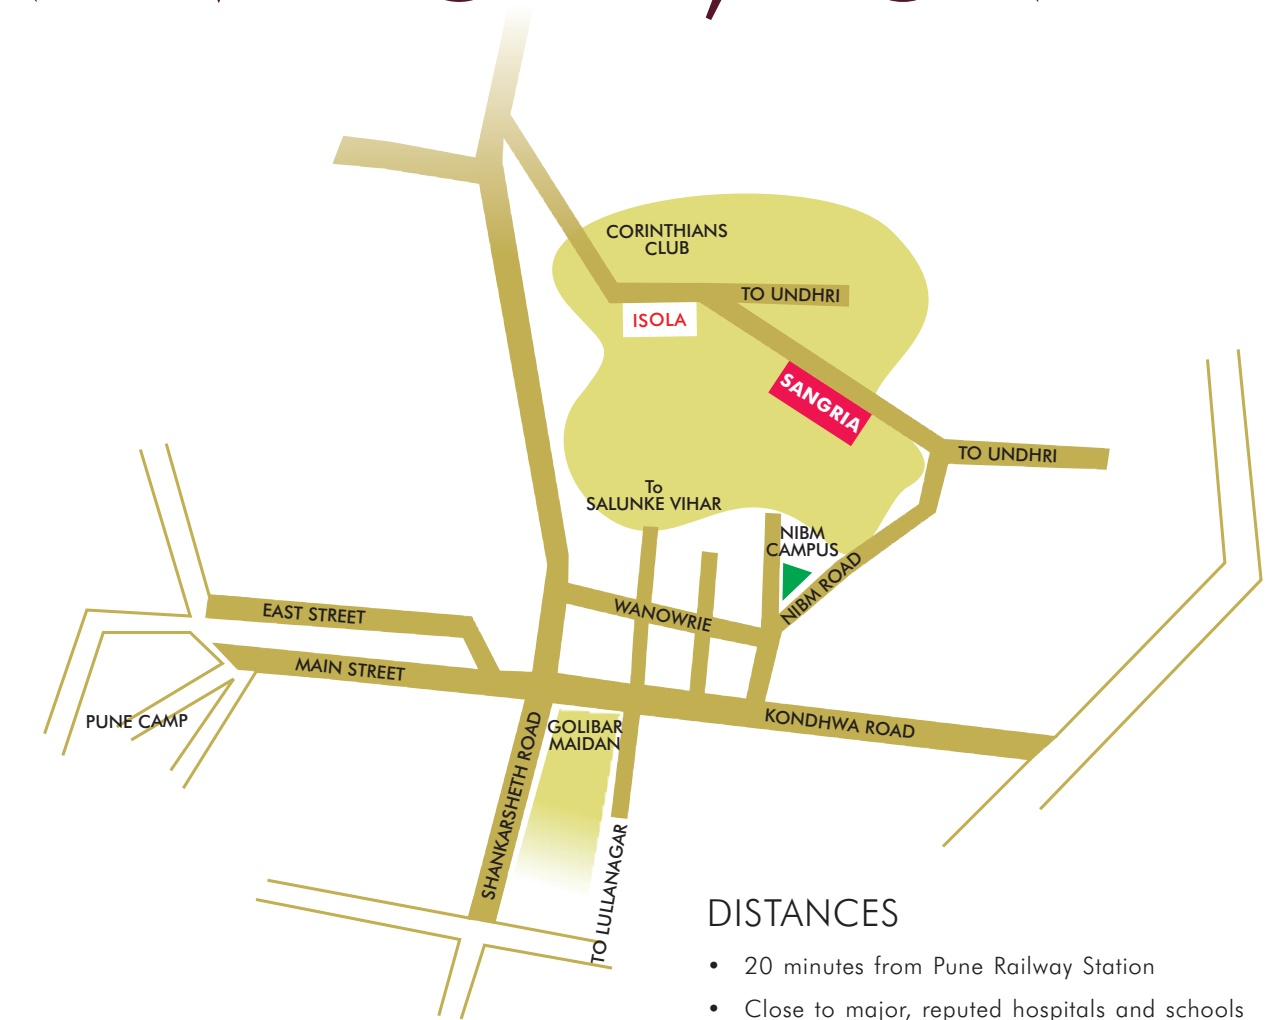 CORINTHIANS
CLUB
TO UNDHRI
ISOLA
SANGRIA
TO UNDHRI
To
SALUNKE VIHAR
NIBM
CAMPUS
NIBM ROAD
WANOWRIE
EAST STREET
MAIN STREET
PUNE CAMP
KONDHWA ROAD
GOLIBAR
MAIDAN
SHANKARSHETH ROAD
TO LULLANAGAR
DISTANCES
• 20 minutes from Pune Railway Station
• Close to major, reputed hospitals and schools